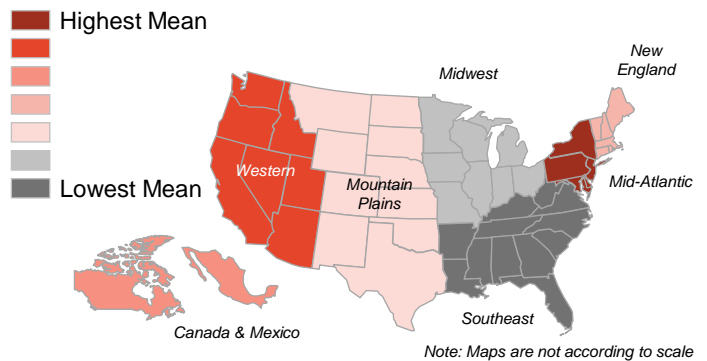 Highest Mean
New
England
Midwest
Western
Mountain
Plains
Mid-Atlantic
Lowest Mean
Southeast
Canada & Mexico
Note: Maps are not according to scale